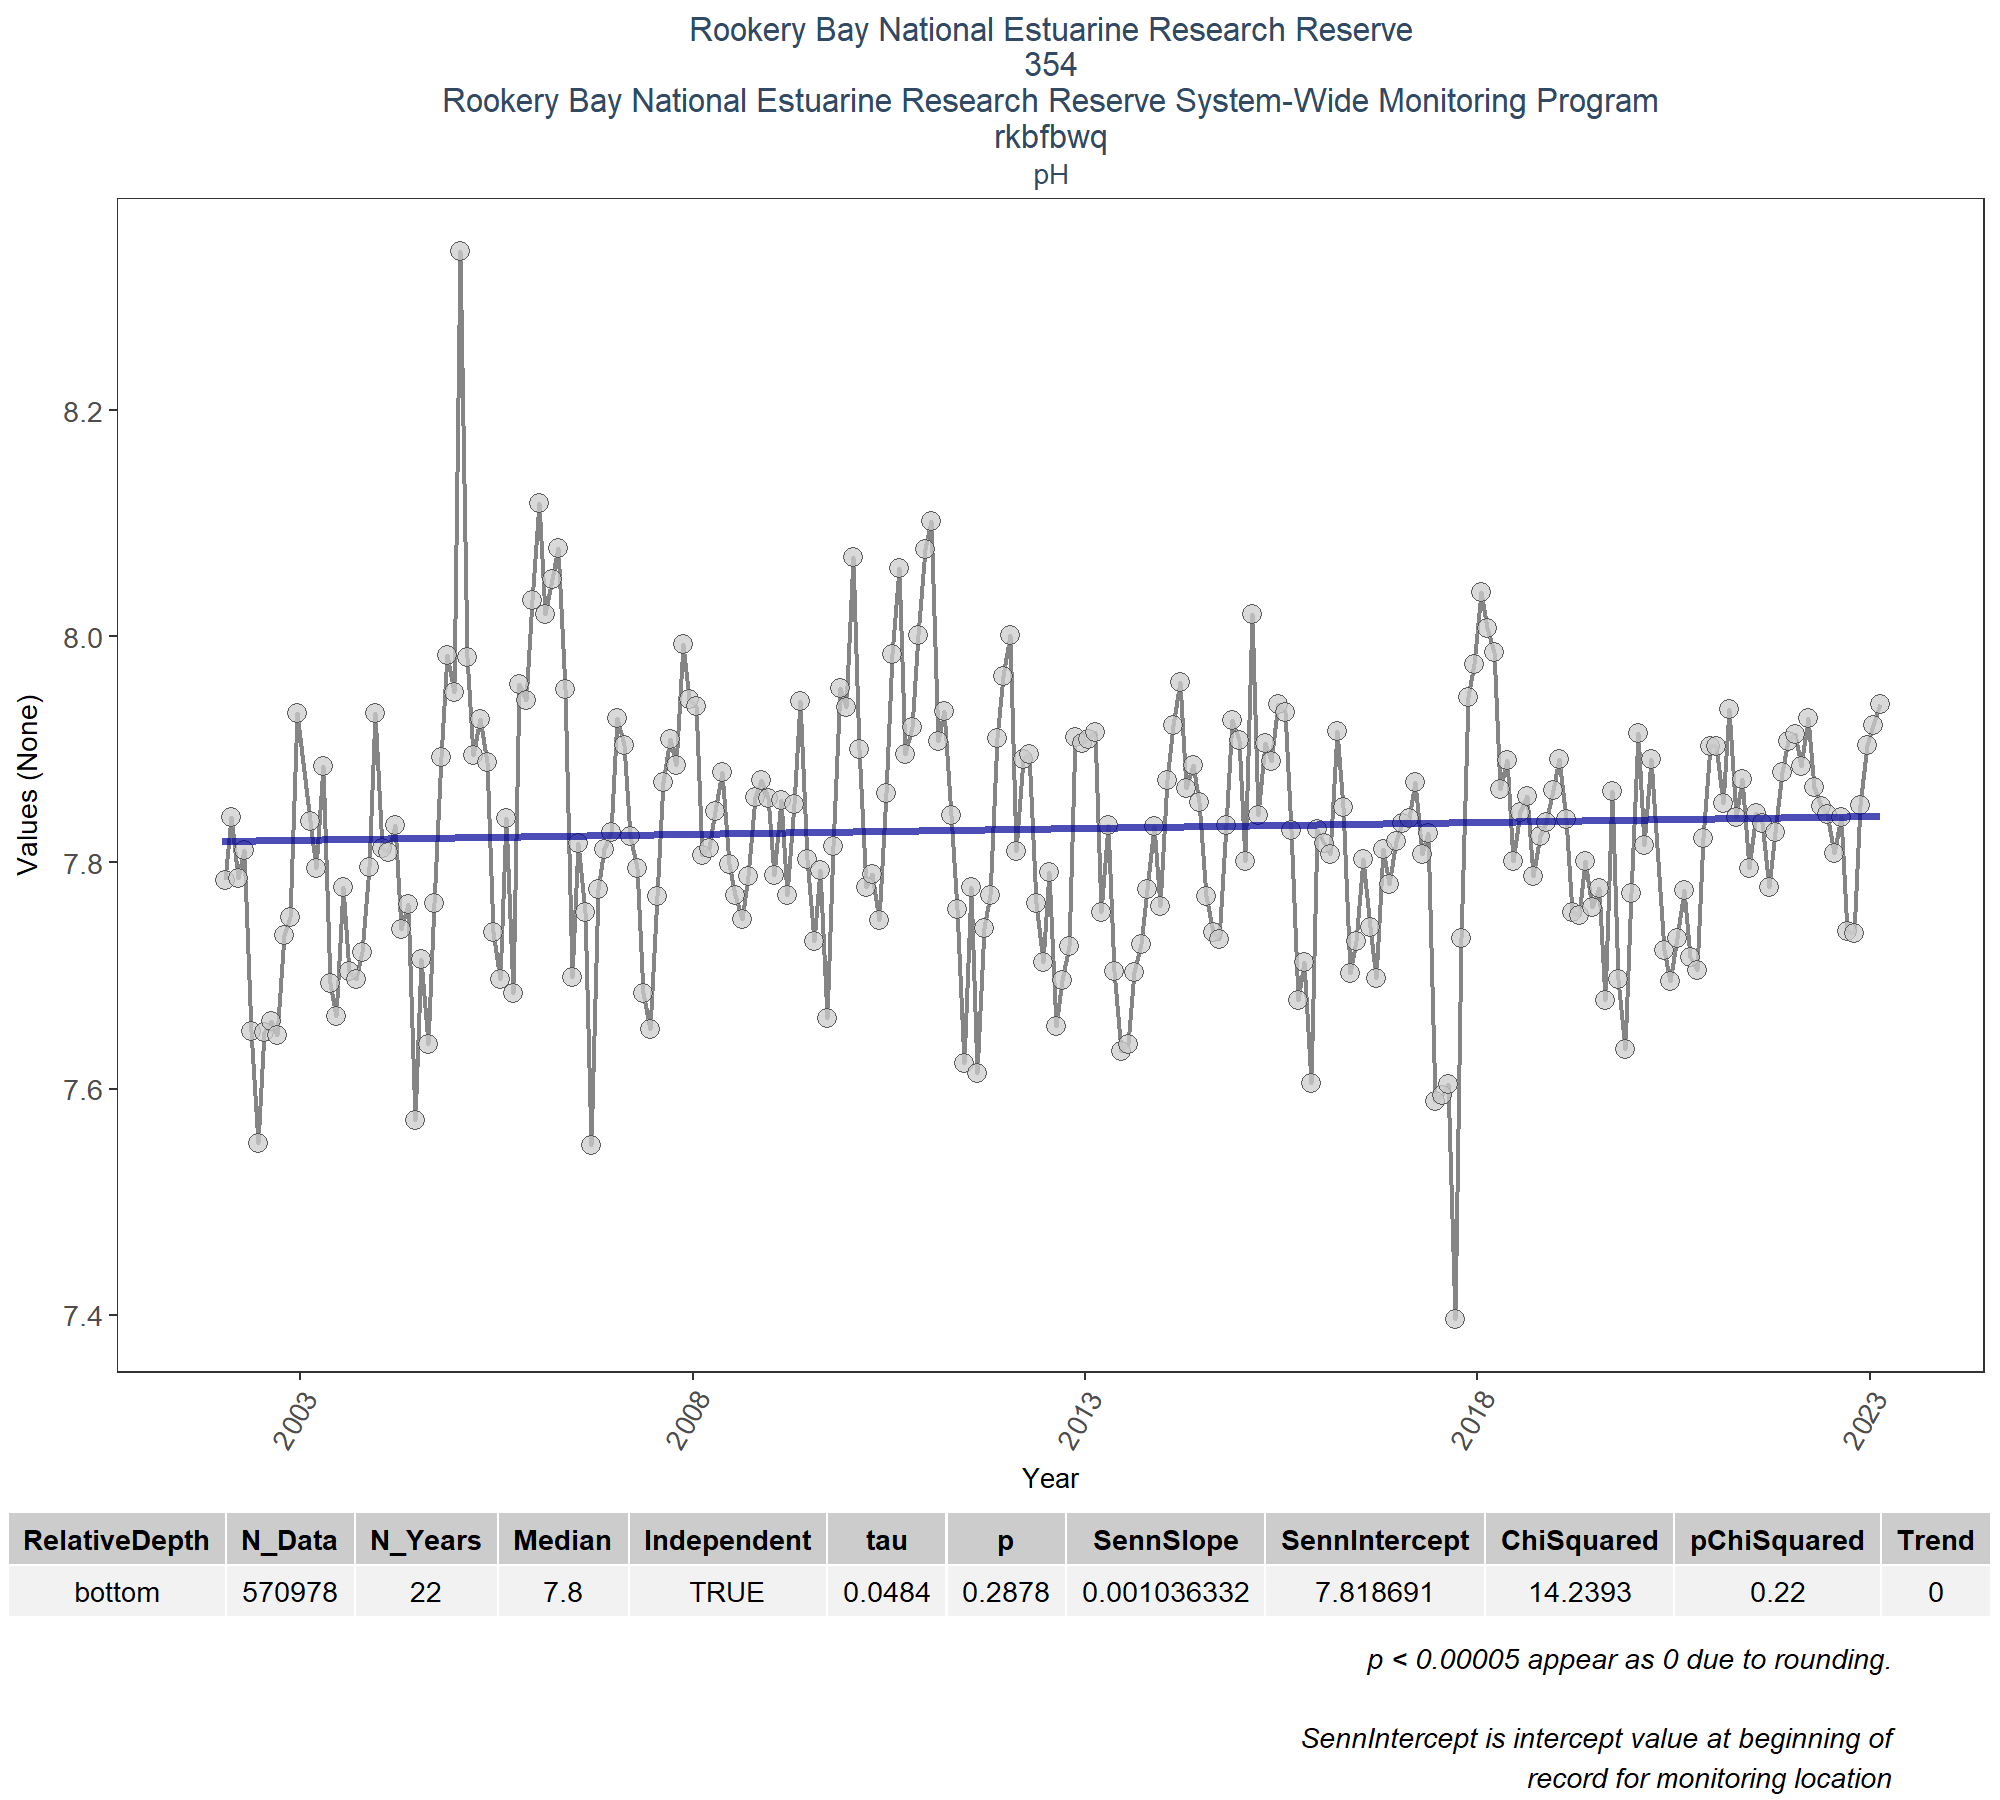 Rookery Bay National Estuarine Research Reserve
354
Rookery Bay National Estuarine Research Reserve System-Wide Monitoring Program
rkbfbwq
pH
Values (None)
8.2
8.0
7.8
7.6
7.4
2003 2008 2013 2018 2023
Year
RelativeDepth N_Data N_Years Median Independent tau p SennSlope SennIntercept ChiSquared pChiSquared Trend
bottom 570978 22 7.8 TRUE 0.0484 0.2878 0.001036332 7.818691 14.2393 0.22 0
p < 0.00005 appear as 0 due to rounding.
SennIntercept is intercept value at beginning of
record for monitoring location